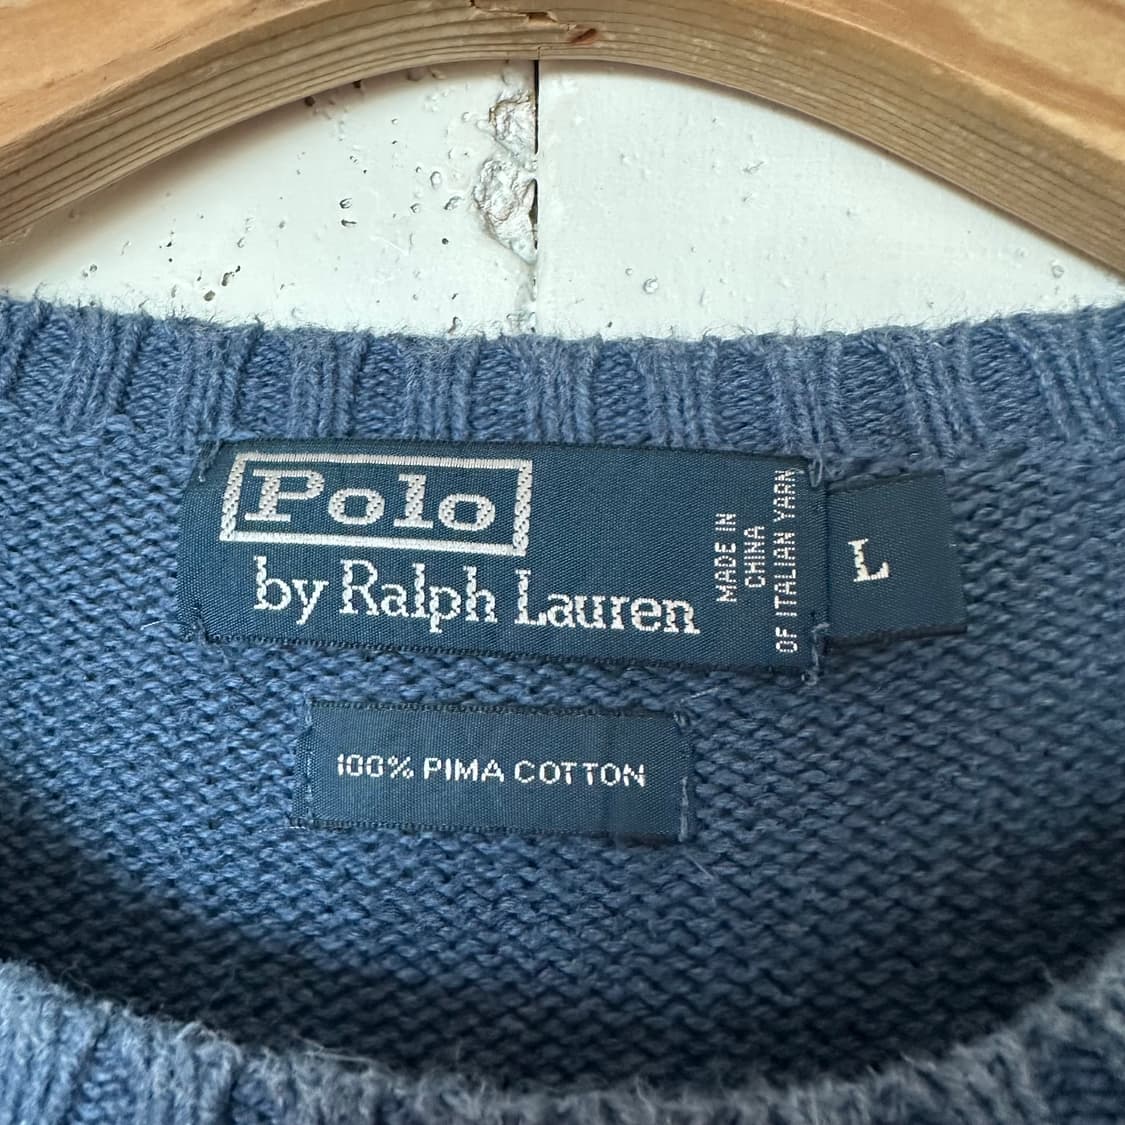 Polo
by Ralph Lauren
MADE IN
CHINA
OF ITALIAN YARN
L
100% PIMA COTTON